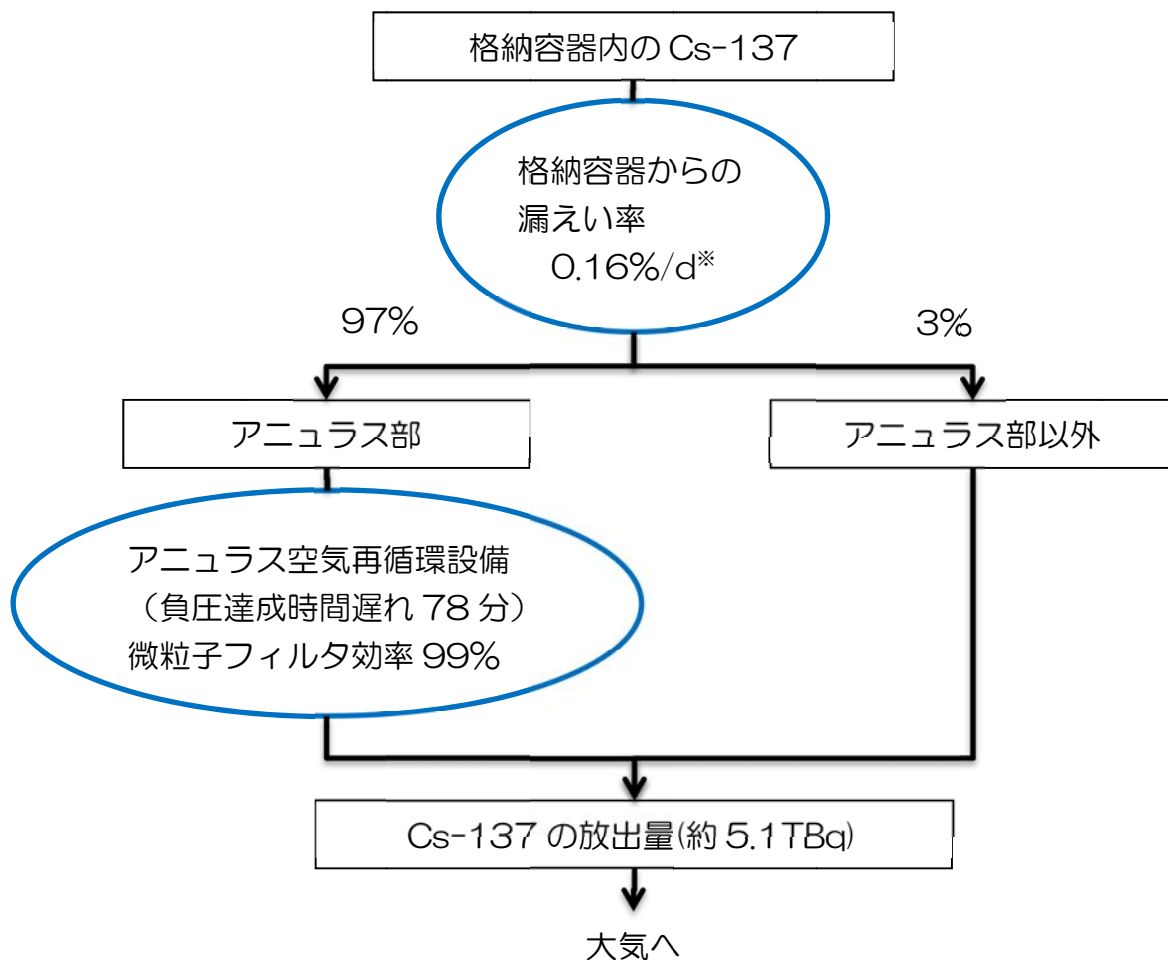 格納容器内の Cs-137
格納容器からの
漏えい率
0.16%/d※
97%
3%
アニュラス部
アニュラス部以外
アニュラス空気再循環設備
（負圧達成時間遅れ 78 分）
微粒子フィルタ効率 99%
Cs-137 の放出量(約 5.1TBq)
大気へ